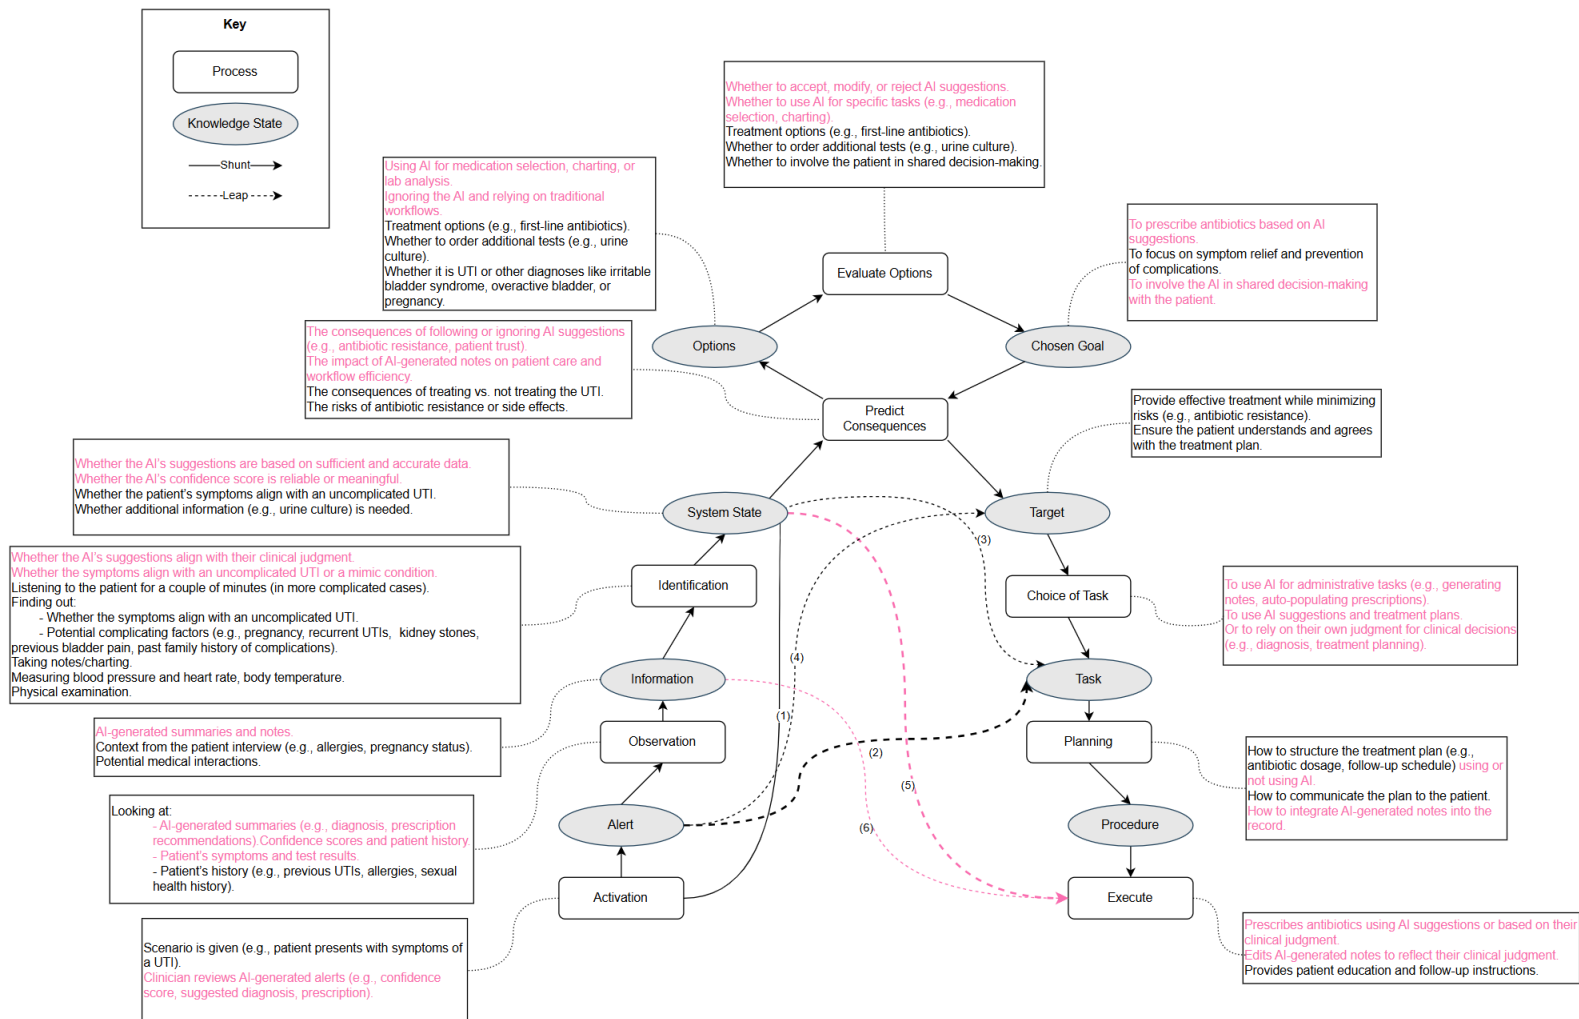 Key
Process
Knowledge State
Shunt
Leap
Whether to accept, modify, or reject AI suggestions.
Whether to use AI for specific tasks (e.g., medication
selection, charting).
Treatment options (e.g., first-line antibiotics).
Whether to order additional tests (e.g., urine culture).
Whether to involve the patient in shared decision-making.
Using AI for medication selection, charting, or
lab analysis.
Ignoring the AI and relying on traditional
workflows.
Treatment options (e.g., first-line antibiotics).
Whether to order additional tests (e.g., urine
culture).
Whether it is UTI or other diagnoses like irritable
bladder syndrome, overactive bladder, or
pregnancy.
To prescribe antibiotics based on AI
suggestions.
To focus on symptom relief and prevention
of complications.
To involve the AI in shared decision-making
with the patient.
Evaluate Options
Options
Chosen Goal
The consequences of following or ignoring AI suggestions
(e.g., antibiotic resistance, patient trust).
The impact of AI-generated notes on patient care and
workflow efficiency.
The consequences of treating vs. not treating the UTI.
The risks of antibiotic resistance or side effects.
Predict
Consequences
Provide effective treatment while minimizing
risks (e.g., antibiotic resistance).
Ensure the patient understands and agrees
with the treatment plan.
Whether the AI's suggestions are based on sufficient and accurate data.
Whether the AI's confidence score is reliable or meaningful.
Whether the patient's symptoms align with an uncomplicated UTI.
Whether additional information (e.g., urine culture) is needed.
System State
Target
(3)
Whether the AI's suggestions align with their clinical judgment.
Whether the symptoms align with an uncomplicated UTI or a mimic condition.
Listening to the patient for a couple of minutes (in more complicated cases).
Finding out:
- Whether the symptoms align with an uncomplicated UTI.
- Potential complicating factors (e.g., pregnancy, recurrent UTIs, kidney stones,
previous bladder pain, past family history of complications).
Taking notes/charting.
Measuring blood pressure and heart rate, body temperature.
Physical examination.
Identification
Choice of Task
To use AI for administrative tasks (e.g., generating
notes, auto-populating prescriptions).
To use AI suggestions and treatment plans.
Or to rely on their own judgment for clinical decisions
(e.g., diagnosis, treatment planning).
(4)
Information
Task
(1)
AI-generated summaries and notes.
Context from the patient interview (e.g., allergies, pregnancy status).
Potential medical interactions.
Observation
(2)
Planning
How to structure the treatment plan (e.g.,
antibiotic dosage, follow-up schedule) using or
not using AI.
How to communicate the plan to the patient.
How to integrate AI-generated notes into the
record.
(5)
Looking at:
- AI-generated summaries (e.g., diagnosis, prescription
recommendations).Confidence scores and patient history.
- Patient's symptoms and test results.
- Patient's history (e.g., previous UTIs, allergies, sexual
health history).
Alert
(6)
Procedure
Activation
Execute
Scenario is given (e.g., patient presents with symptoms of
a UTI).
Clinician reviews AI-generated alerts (e.g., confidence
score, suggested diagnosis, prescription).
Prescribes antibiotics using AI suggestions or based on their
clinical judgment.
Edits AI-generated notes to reflect their clinical judgment.
Provides patient education and follow-up instructions.